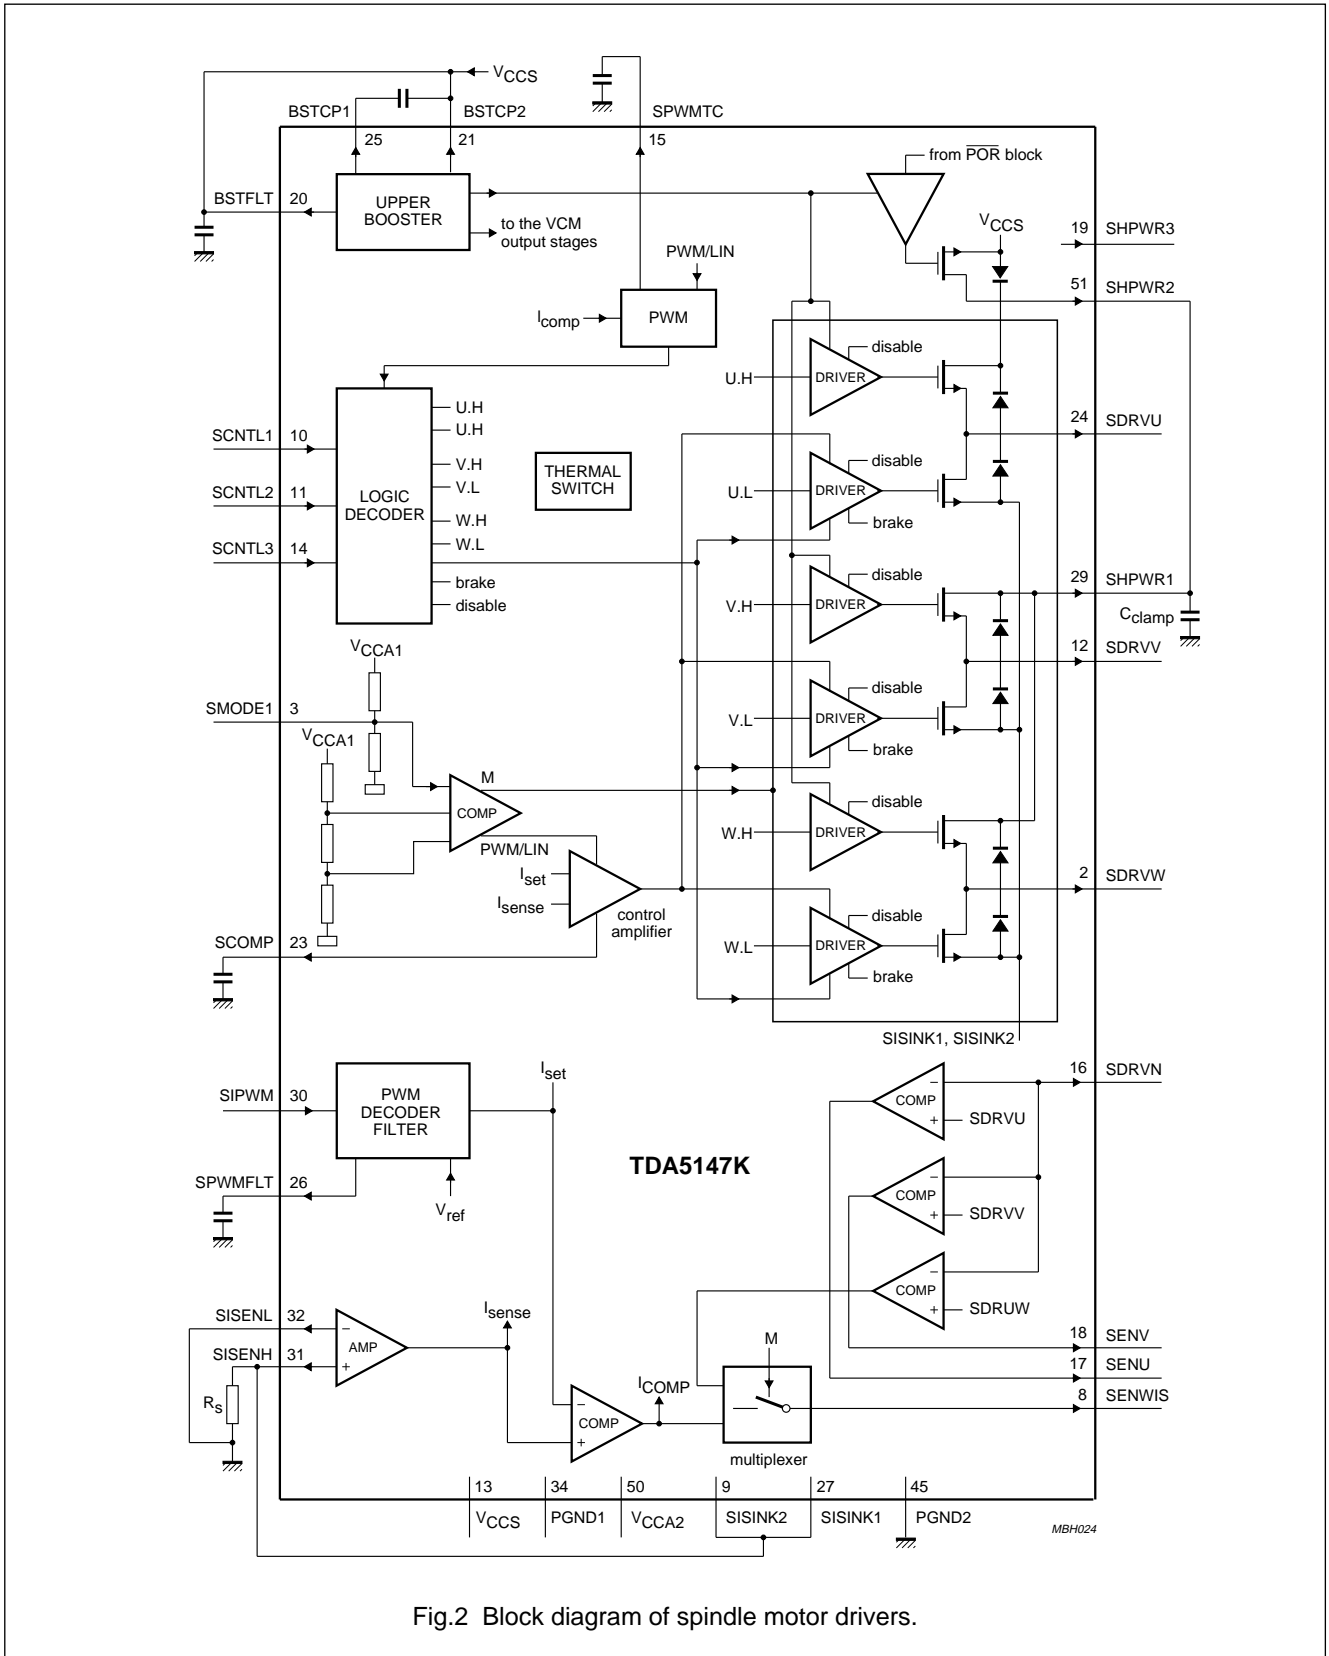 VCCS
BSTCP1
BSTCP2
SPWMTC
25
21
15
from POR block
BSTFLT 20
UPPER
BOOSTER
to the VCM
output stages
VCCS
19 SHPWR3
PWM/LIN
51 SHPWR2
Icomp
PWM
disable
U.H
DRIVER
U.H
24 SDRVU
SCNTL1 10
U.H
disable
V.H
THERMAL
SWITCH
SCNTL2 11
LOGIC
DECODER
V.L
U.L
DRIVER
W.H
brake
SCNTL3 14
W.L
disable
29 SHPWR1
brake
V.H
DRIVER
Cclamp
disable
VCCA1
12 SDRVV
disable
SMODE1 3
V.L
DRIVER
VCCA1
brake
M
COMP
disable
W.H
DRIVER
PWM/LIN
Iset
2 SDRVW
Isense
control
amplifier
disable
SCOMP 23
W.L
DRIVER
brake
SISINK1, SISINK2
Iset
16 SDRVN
SIPWM 30
PWM
DECODER
FILTER
−
COMP
+
SDRVU
TDA5147K
SPWMFLT 26
Vref
−
COMP
+
SDRVV
−
COMP
+
SDRUW
SISENL 32
Isense
−
AMP
+
18 SENV
SISENH 31
M
17 SENU
Rs
ICOMP
8 SENWIS
−
COMP
+
multiplexer
13
34
50
9
27
45
VCCS
PGND1
VCCA2
SISINK2
SISINK1
PGND2
MBH024
Fig.2 Block diagram of spindle motor drivers.